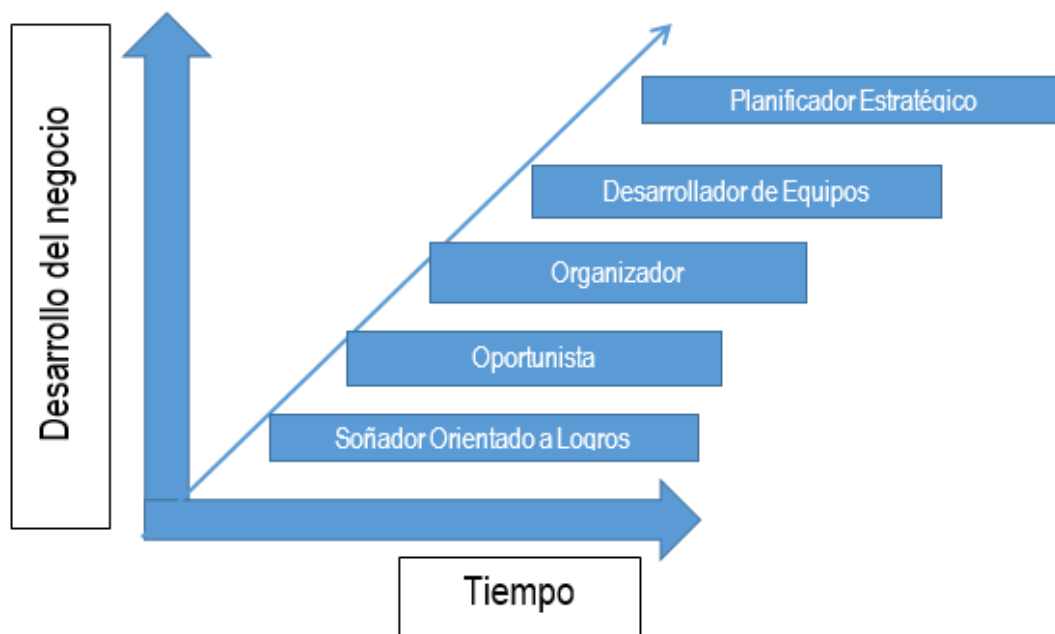 Desarrollo del negocio
Planificador Estratégico
Desarrollador de Equipos
Organizador
Oportunista
Soñador Orientado a Logros
Tiempo